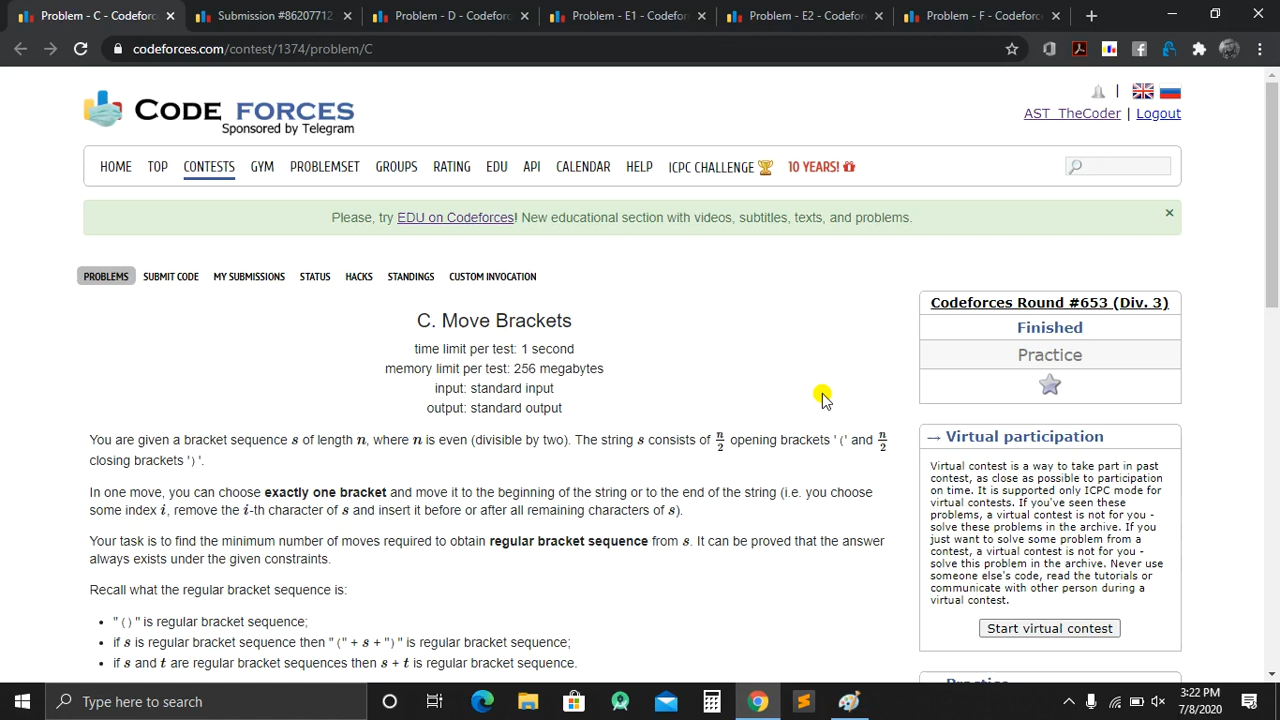 Problem - C - Codeforc
Submission #86207712
Problem - D - Codeforc
Problem - E1 - Codefor
Problem - E2 - Codefor
Problem - F - Codeforc
codeforces.com/contest/1374/problem/C
CODE FORCES
Sponsored by Telegram
AST_TheCoder | Logout
HOME TOP CONTESTS GYM PROBLEMSET GROUPS RATING EDU API CALENDAR HELP ICPC CHALLENGE 10 YEARS!
Please, try EDU on Codeforces! New educational section with videos, subtitles, texts, and problems.
PROBLEMS SUBMIT CODE MY SUBMISSIONS STATUS HACKS STANDINGS CUSTOM INVOCATION
C. Move Brackets
time limit per test: 1 second
memory limit per test: 256 megabytes
input: standard input
output: standard output
You are given a bracket sequence s of length n, where n is even (divisible by two). The string s consists of n/2 opening brackets '(' and n/2
closing brackets ')'.
In one move, you can choose exactly one bracket and move it to the beginning of the string or to the end of the string (i.e. you choose
some index i, remove the i-th character of s and insert it before or after all remaining characters of s).
Your task is to find the minimum number of moves required to obtain regular bracket sequence from s. It can be proved that the answer
always exists under the given constraints.
Recall what the regular bracket sequence is:
• "()" is regular bracket sequence;
• if s is regular bracket sequence then "(" + s + ")" is regular bracket sequence;
• if s and t are regular bracket sequences then s + t is regular bracket sequence.
Codeforces Round #653 (Div. 3)
Finished
Practice
→ Virtual participation
Virtual contest is a way to take part in past
contest, as close as possible to participation
on time. It is supported only ICPC mode for
virtual contests. If you've seen these
problems, a virtual contest is not for you -
solve these problems in the archive. If you
just want to solve some problem from a
contest, a virtual contest is not for you -
solve this problem in the archive. Never use
someone else's code, read the tutorials or
communicate with other person during a
virtual contest.
Start virtual contest
Type here to search
3:22 PM
7/8/2020